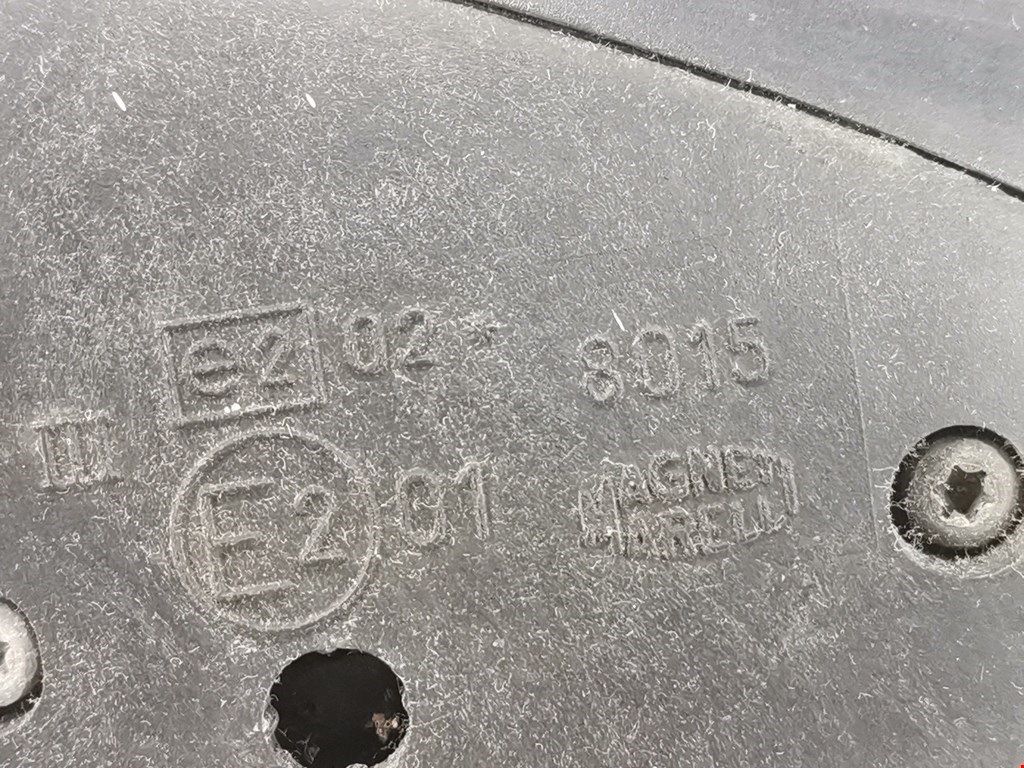 e2 02* 8015
III E2 01 MAGNETI
MARELLI